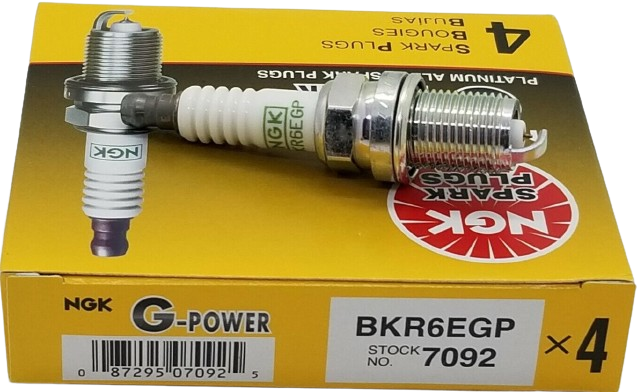 4
SPARK PLUGS
BOUGIES
BUJÍAS
PLATINUM
SPARK PLUGS
NGK
NGK
BKR6EGP
NGK
SPARK
PLUGS
NGK G-POWER
0 87295 07092 5
BKR6EGP
STOCK NO. 7092
×4